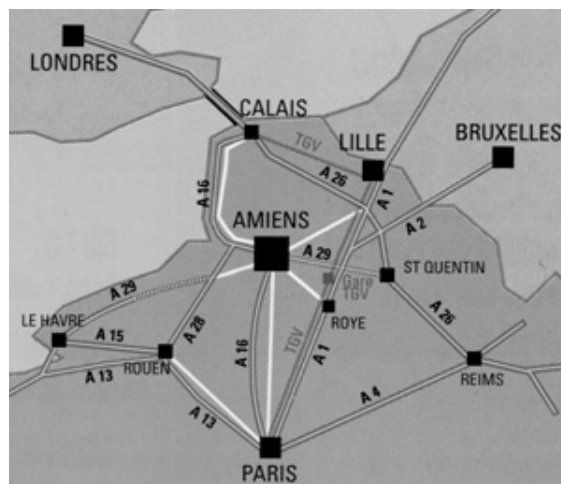 LONDRES
CALAIS
TGV
LILLE
BRUXELLES
A 26
A 1
A 16
A 2
AMIENS
A 29
ST QUENTIN
Gare
TGV
A 29
LE HAVRE
A 15
A 28
ROYE
A 26
A 13
ROUEN
A 16
TGV
A 1
REIMS
A 4
A 13
PARIS